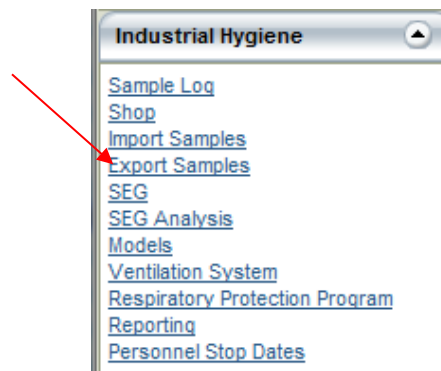 Industrial Hygiene
Sample Log
Shop
Import Samples
Export Samples
SEG
SEG Analysis
Models
Ventilation System
Respiratory Protection Program
Reporting
Personnel Stop Dates